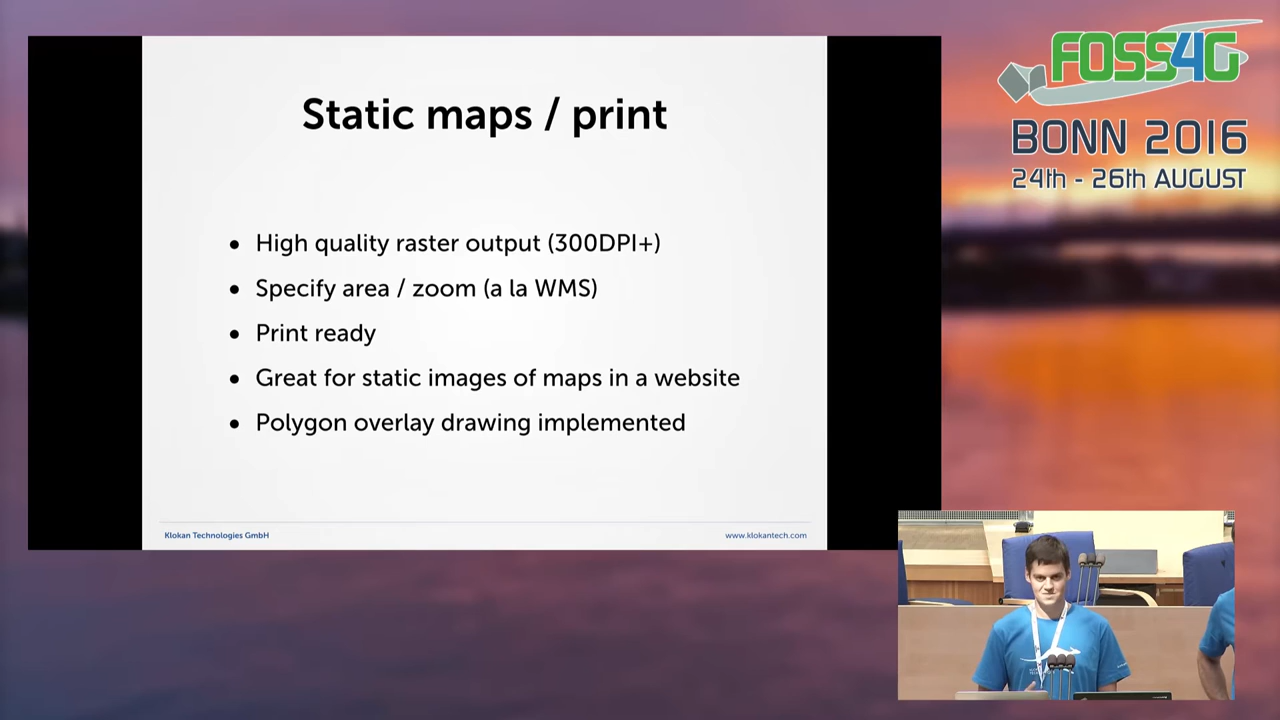 Static maps / print
• High quality raster output (300DPI+)
• Specify area / zoom (a la WMS)
• Print ready
• Great for static images of maps in a website
• Polygon overlay drawing implemented
Klokan Technologies GmbH
www.klokantech.com
FOSS4G
BONN 2016
24th - 26th AUGUST